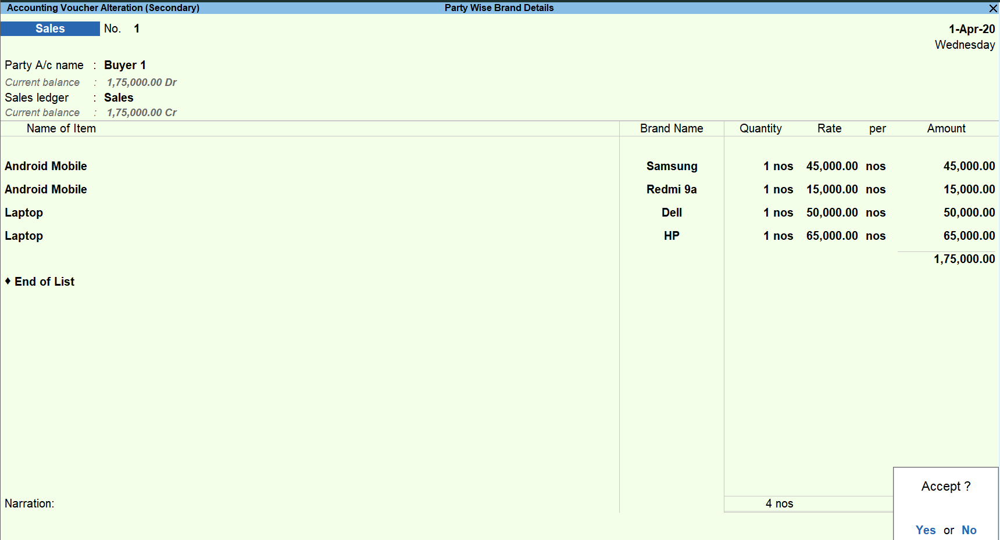 Accounting Voucher Alteration (Secondary) Party Wise Brand Details X
Sales No. 1 1-Apr-20
Wednesday
Party A/c name : Buyer 1
Current balance : 1,75,000.00 Dr
Sales ledger : Sales
Current balance : 1,75,000.00 Cr
Name of Item Brand Name Quantity Rate per Amount
Android Mobile Samsung 1 nos 45,000.00 nos 45,000.00
Android Mobile Redmi 9a 1 nos 15,000.00 nos 15,000.00
Laptop Dell 1 nos 50,000.00 nos 50,000.00
Laptop HP 1 nos 65,000.00 nos 65,000.00
1,75,000.00
♦ End of List
Accept ?
Narration: 4 nos
Yes or No